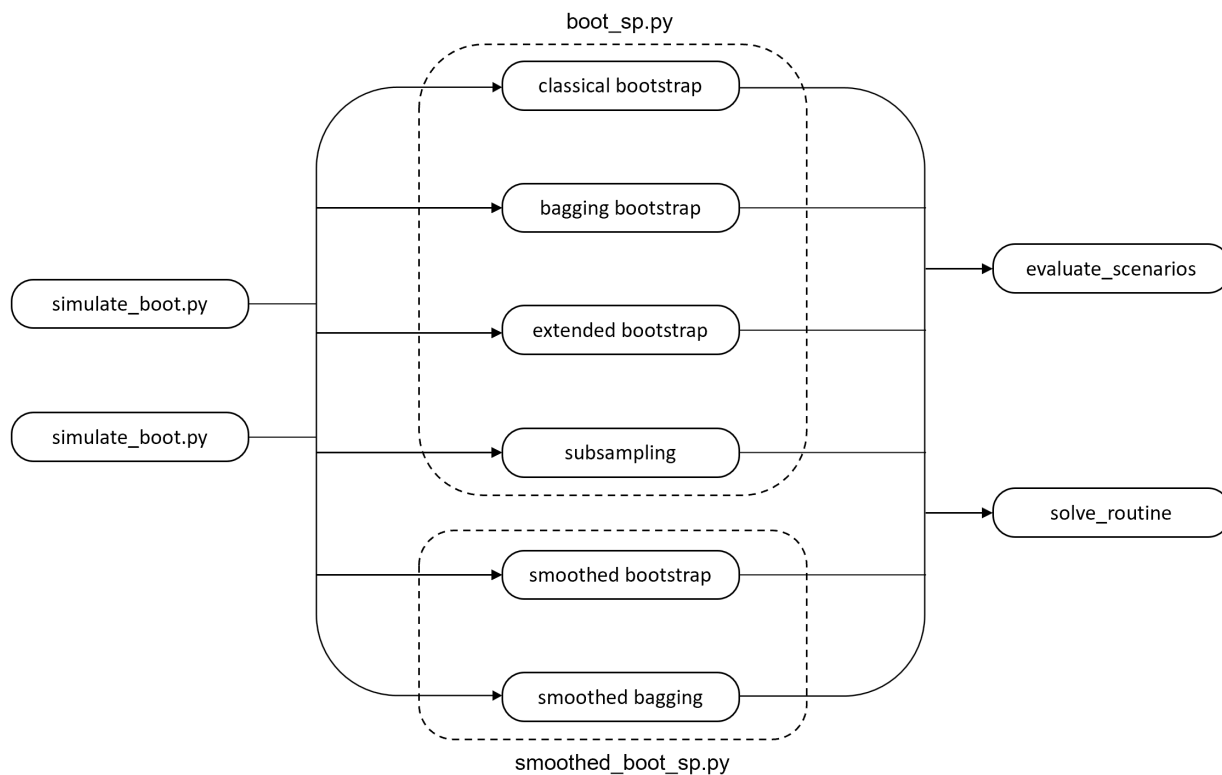 boot_sp.py
classical bootstrap
bagging bootstrap
evaluate_scenarios
simulate_boot.py
extended bootstrap
simulate_boot.py
subsampling
solve_routine
smoothed bootstrap
smoothed bagging
smoothed_boot_sp.py